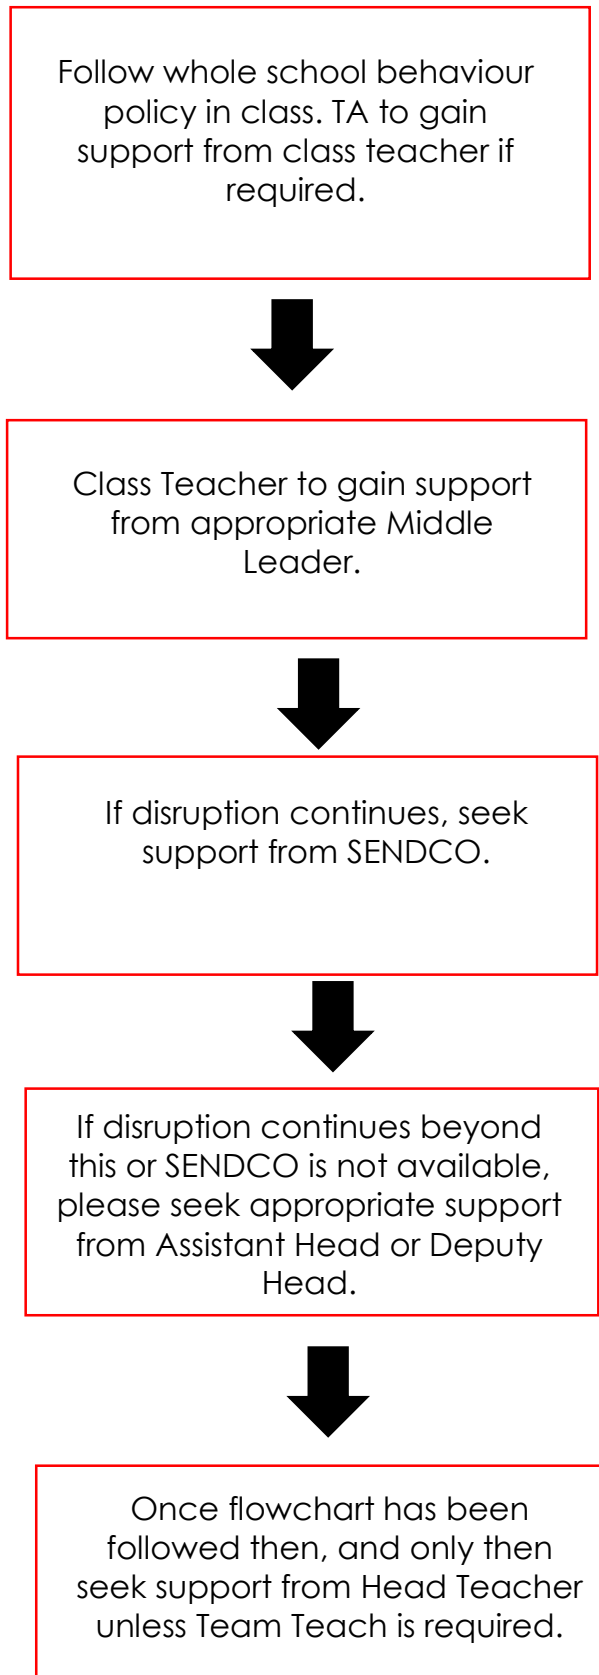 Follow whole school behaviour
policy in class. TA to gain
support from class teacher if
required.
Class Teacher to gain support
from appropriate Middle
Leader.
If disruption continues, seek
support from SENDCO.
If disruption continues beyond
this or SENDCO is not available,
please seek appropriate support
from Assistant Head or Deputy
Head.
Once flowchart has been
followed then, and only then
seek support from Head Teacher
unless Team Teach is required.